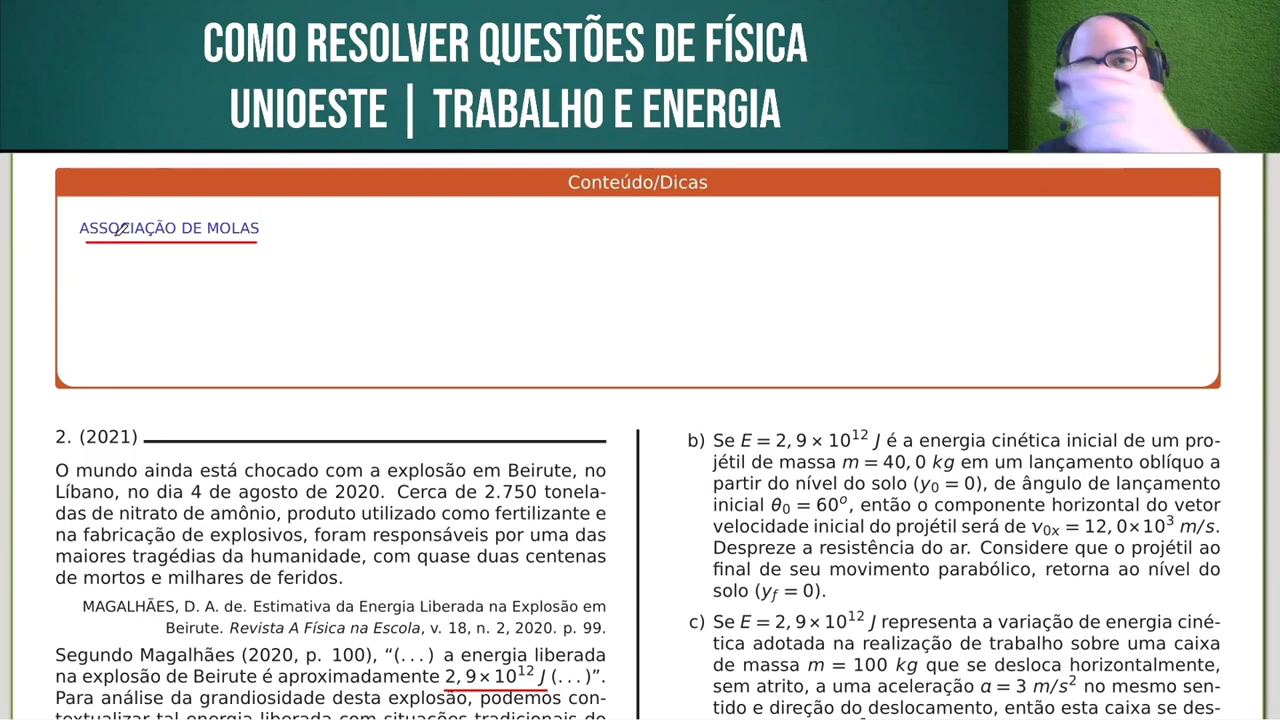 COMO RESOLVER QUESTÕES DE FÍSICA
UNIOESTE | TRABALHO E ENERGIA
Conteúdo/Dicas
ASSOCIAÇÃO DE MOLAS
2. (2021)
O mundo ainda está chocado com a explosão em Beirute, no
Líbano, no dia 4 de agosto de 2020. Cerca de 2.750 tonela-
das de nitrato de amônio, produto utilizado como fertilizante e
na fabricação de explosivos, foram responsáveis por uma das
maiores tragédias da humanidade, com quase duas centenas
de mortos e milhares de feridos.
MAGALHÃES, D. A. de. Estimativa da Energia Liberada na Explosão em
Beirute. Revista A Física na Escola, v. 18, n. 2, 2020. p. 99.
Segundo Magalhães (2020, p. 100), “(...) a energia liberada
na explosão de Beirute é aproximadamente 2,9×10¹² J (...)”.
Para análise da grandiosidade desta explosão, podemos con-
textualizar tal energia liberada com situações tradicionais do
b) Se E = 2,9×10¹² J é a energia cinética inicial de um pro-
jétil de massa m = 40,0 kg em um lançamento oblíquo a
partir do nível do solo (y₀ = 0), de ângulo de lançamento
inicial θ₀ = 60º, então o componente horizontal do vetor
velocidade inicial do projétil será de v₀ₓ = 12,0×10³ m/s.
Despreze a resistência do ar. Considere que o projétil ao
final de seu movimento parabólico, retorna ao nível do
solo (y_f = 0).
c) Se E = 2,9×10¹² J representa a variação de energia ciné-
tica adotada na realização de trabalho sobre uma caixa
de massa m = 100 kg que se desloca horizontalmente,
sem atrito, a uma aceleração a = 3 m/s² no mesmo sen-
tido e direção do deslocamento, então esta caixa se des-